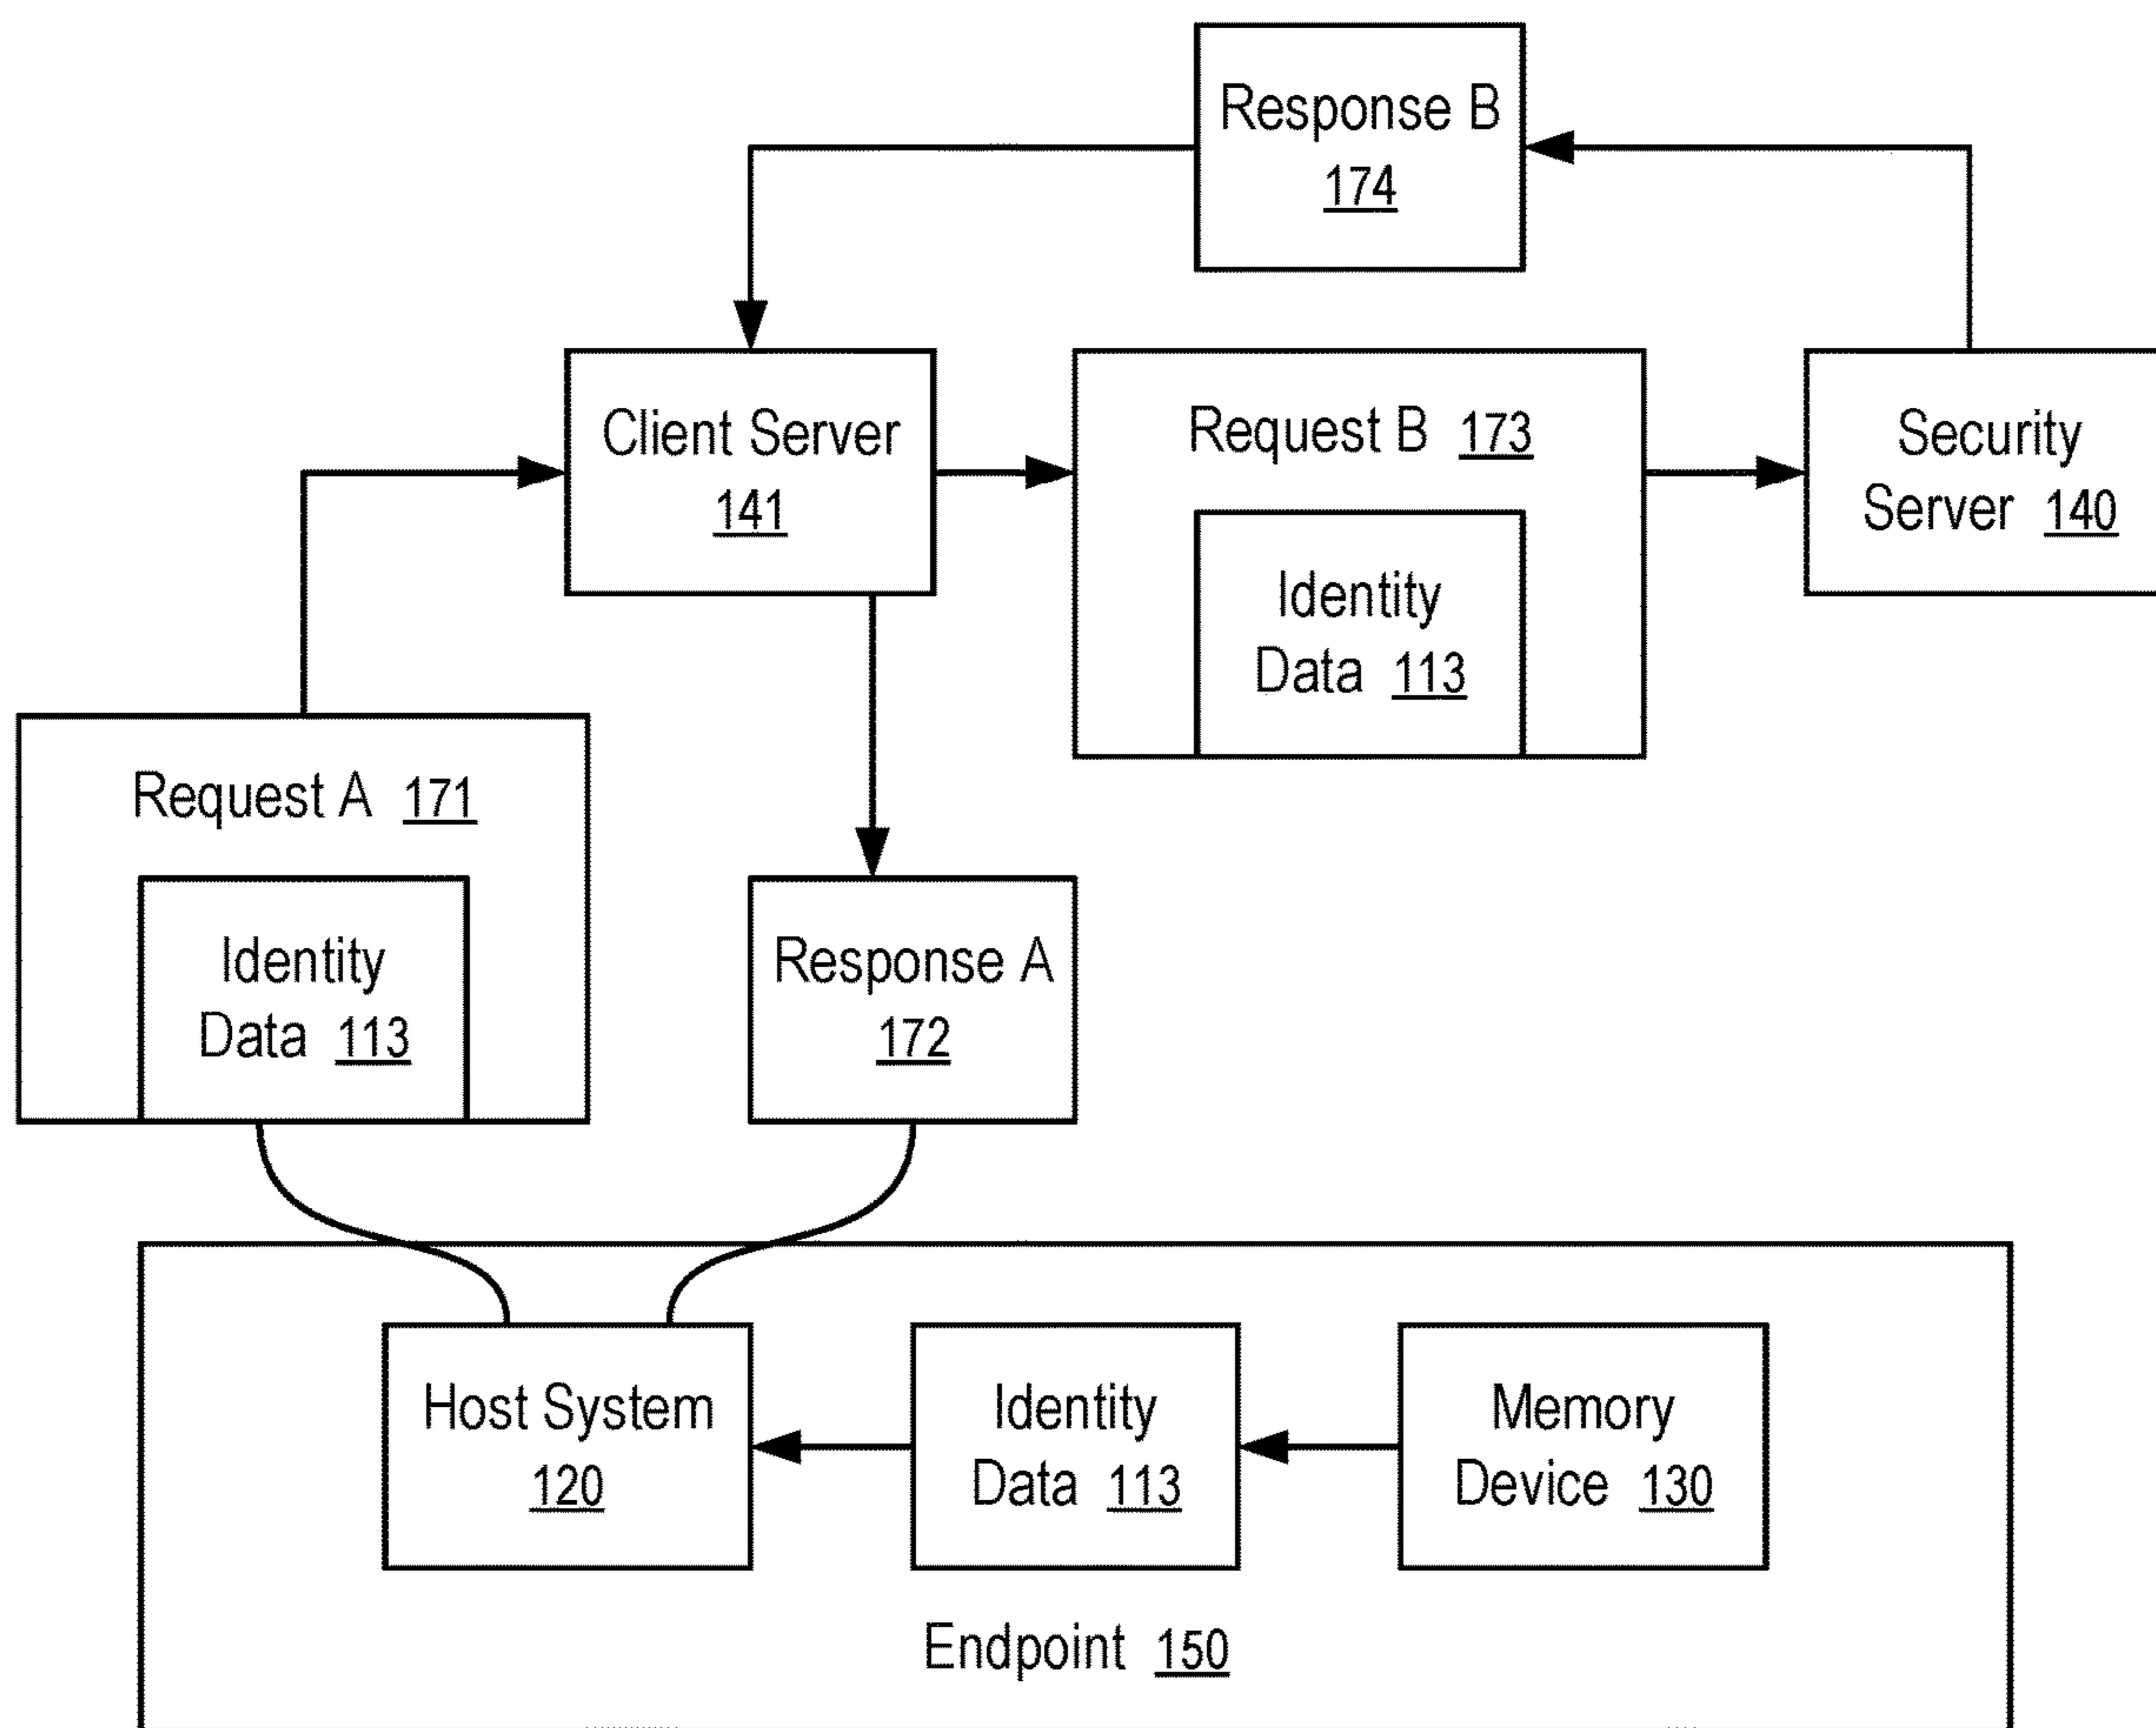 Response B
174
Client Server
141
Request B 173
Identity
Data 113
Security
Server 140
Request A 171
Identity
Data 113
Response A
172
Host System
120
Identity
Data 113
Memory
Device 130
Endpoint 150